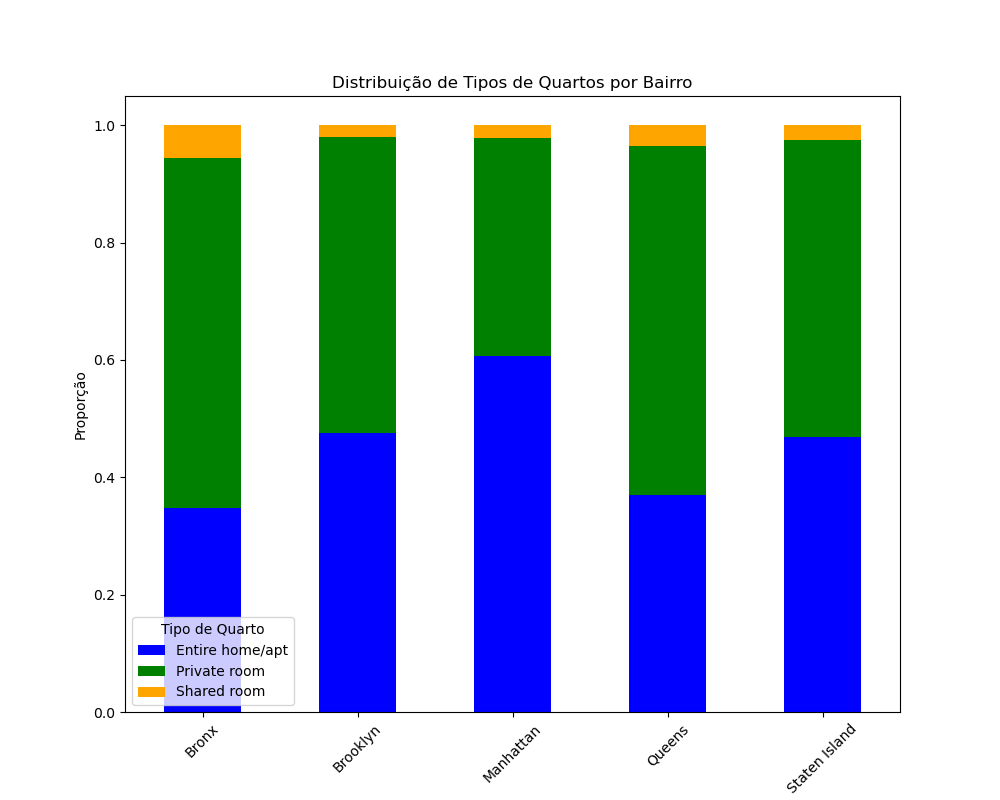 Distribuição de Tipos de Quartos por Bairro
Proporção
1.0
0.8
0.6
0.4
0.2
0.0
Tipo de Quarto
Entire home/apt
Private room
Shared room
Bronx
Brooklyn
Manhattan
Queens
Staten Island